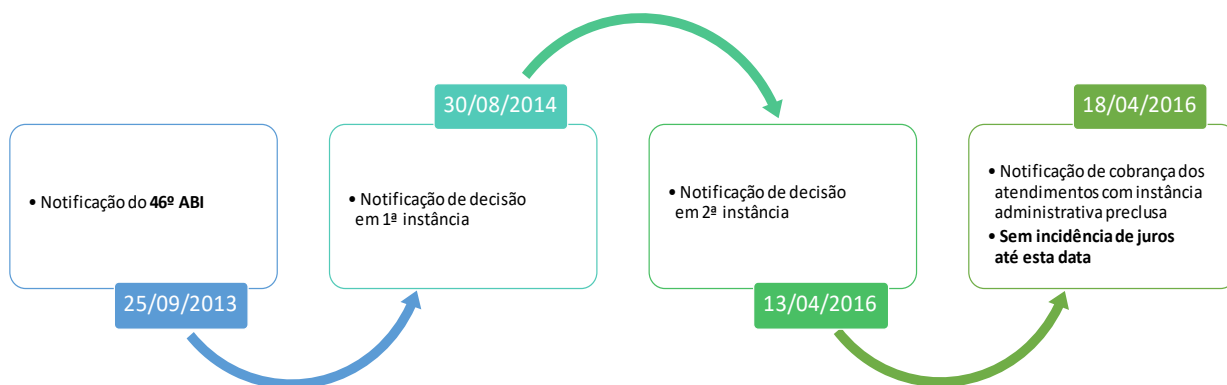 • Notificação do 46º ABI
25/09/2013
30/08/2014
• Notificação de decisão
em 1ª instância
• Notificação de decisão
em 2ª instância
13/04/2016
18/04/2016
• Notificação de cobrança dos
atendimentos com instância
administrativa preclusa
• Sem incidência de juros
até esta data